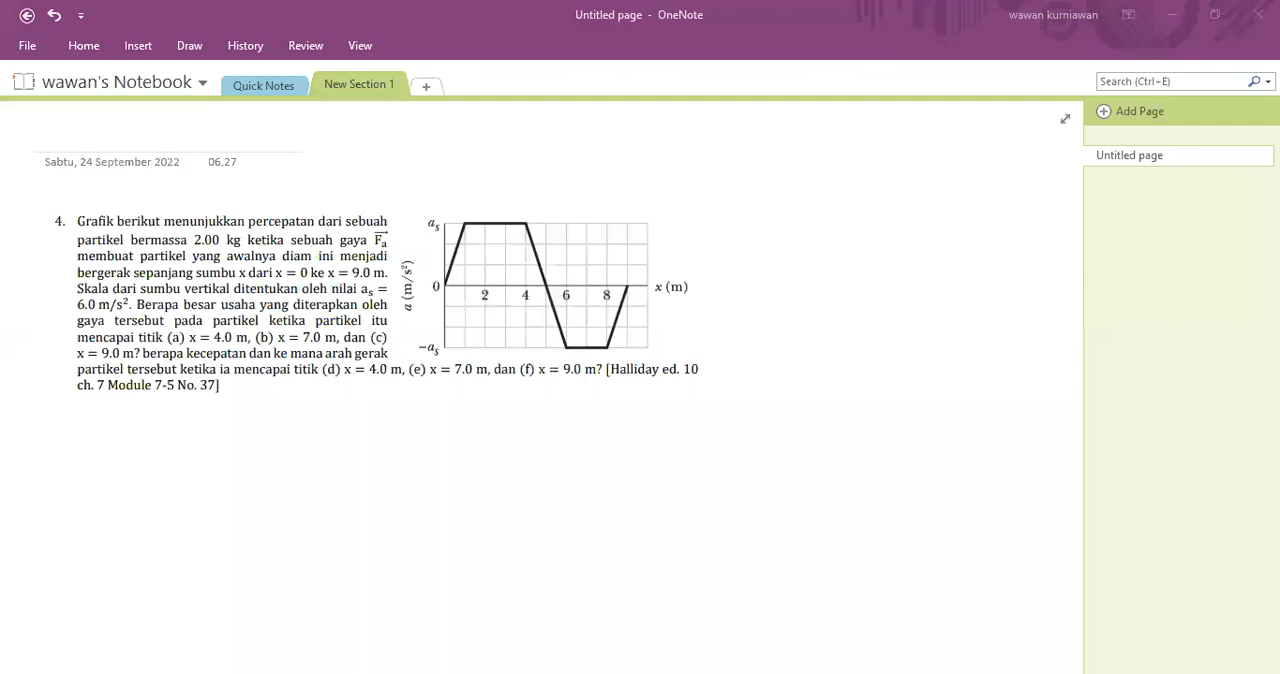 Untitled page - OneNote
wawan kurniawan
File Home Insert Draw History Review View
wawan's Notebook
Quick Notes
New Section 1
+
Search (Ctrl+E)
Add Page
Untitled page
Sabtu, 24 September 2022 06.27
4. Grafik berikut menunjukkan percepatan dari sebuah
partikel bermassa 2.00 kg ketika sebuah gaya F⃗a
membuat partikel yang awalnya diam ini menjadi
bergerak sepanjang sumbu x dari x = 0 ke x = 9.0 m.
Skala dari sumbu vertikal ditentukan oleh nilai as =
6.0 m/s². Berapa besar usaha yang diterapkan oleh
gaya tersebut pada partikel ketika partikel itu
mencapai titik (a) x = 4.0 m, (b) x = 7.0 m, dan (c)
x = 9.0 m? berapa kecepatan dan ke mana arah gerak
partikel tersebut ketika ia mencapai titik (d) x = 4.0 m, (e) x = 7.0 m, dan (f) x = 9.0 m? [Halliday ed. 10
ch. 7 Module 7-5 No. 37]
as
a (m/s²)
0
2 4 6 8
x (m)
−as